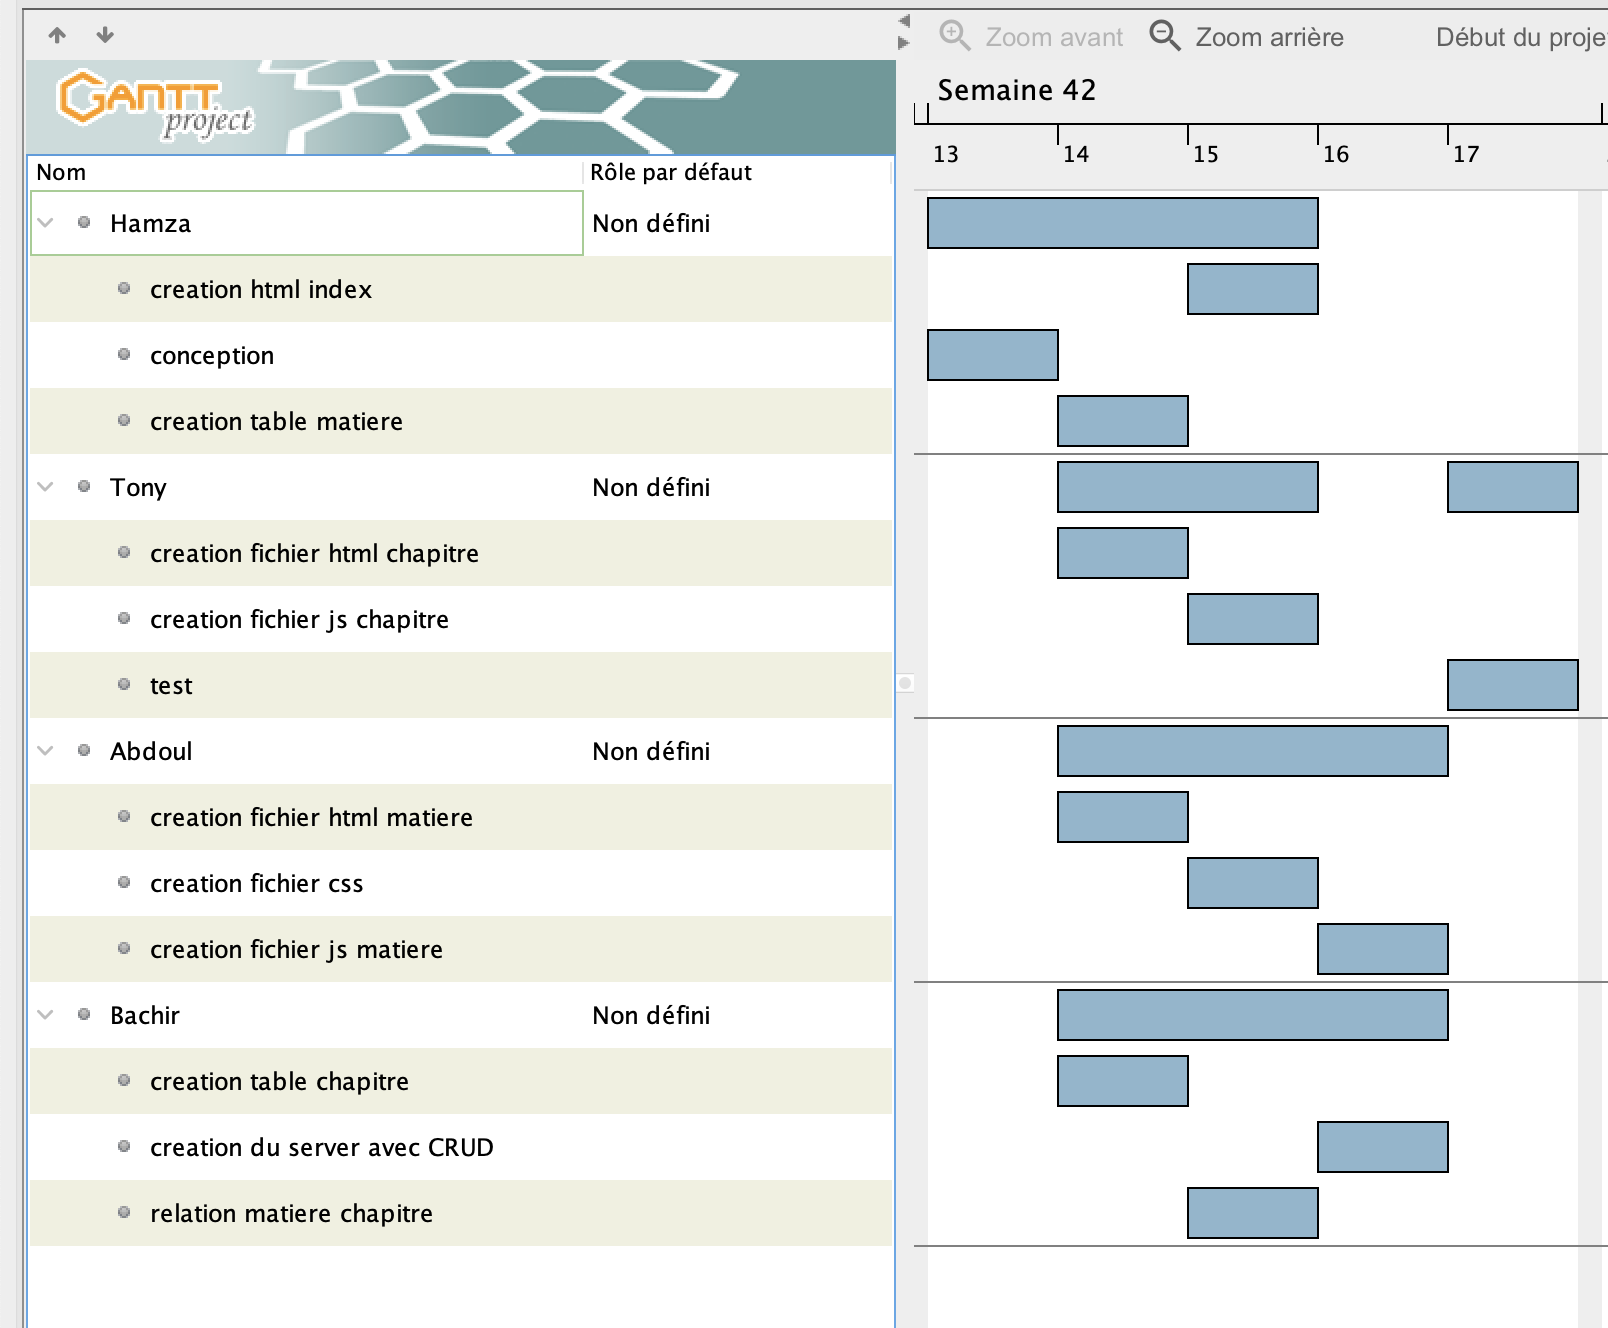 Zoom avant Zoom arrière Début du proje
GANTT
project
Semaine 42
13 14 15 16 17
Nom Rôle par défaut
Hamza Non défini
creation html index
conception
creation table matiere
Tony Non défini
creation fichier html chapitre
creation fichier js chapitre
test
Abdoul Non défini
creation fichier html matiere
creation fichier css
creation fichier js matiere
Bachir Non défini
creation table chapitre
creation du server avec CRUD
relation matiere chapitre